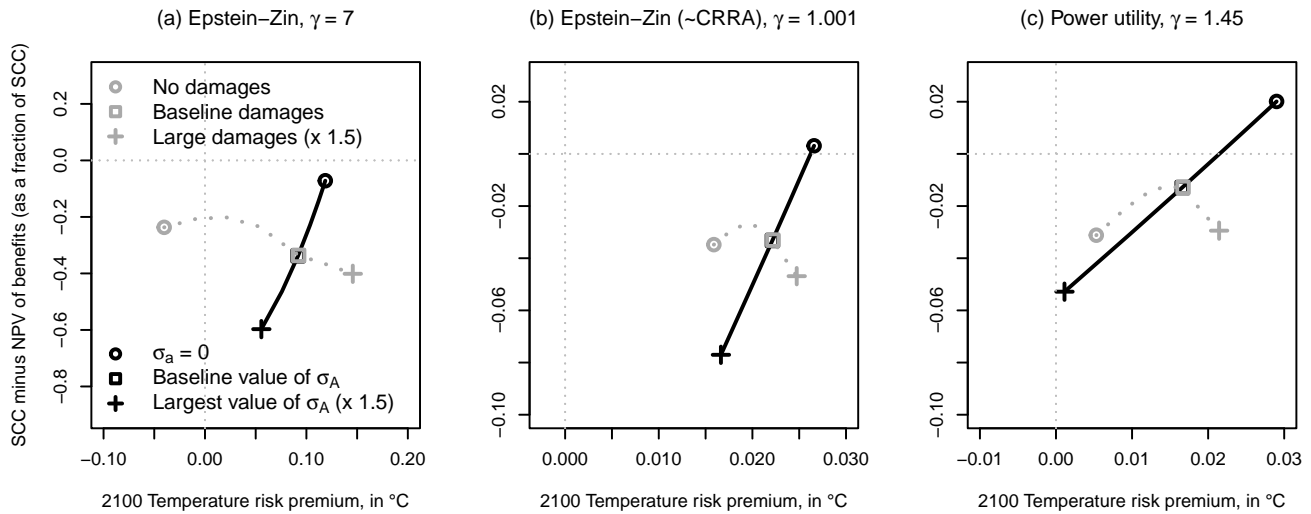 (a) Epstein−Zin, γ = 7
SCC minus NPV of benefits (as a fraction of SCC)
0.2
0.0
−0.2
−0.4
−0.6
−0.8
No damages
Baseline damages
Large damages (x 1.5)
σa = 0
Baseline value of σA
Largest value of σA (x 1.5)
−0.10 0.00 0.10 0.20
2100 Temperature risk premium, in °C
(b) Epstein−Zin (~CRRA), γ = 1.001
0.02
−0.02
−0.06
−0.10
0.000 0.010 0.020 0.030
2100 Temperature risk premium, in °C
(c) Power utility, γ = 1.45
0.02
−0.02
−0.06
−0.10
−0.01 0.00 0.01 0.02 0.03
2100 Temperature risk premium, in °C